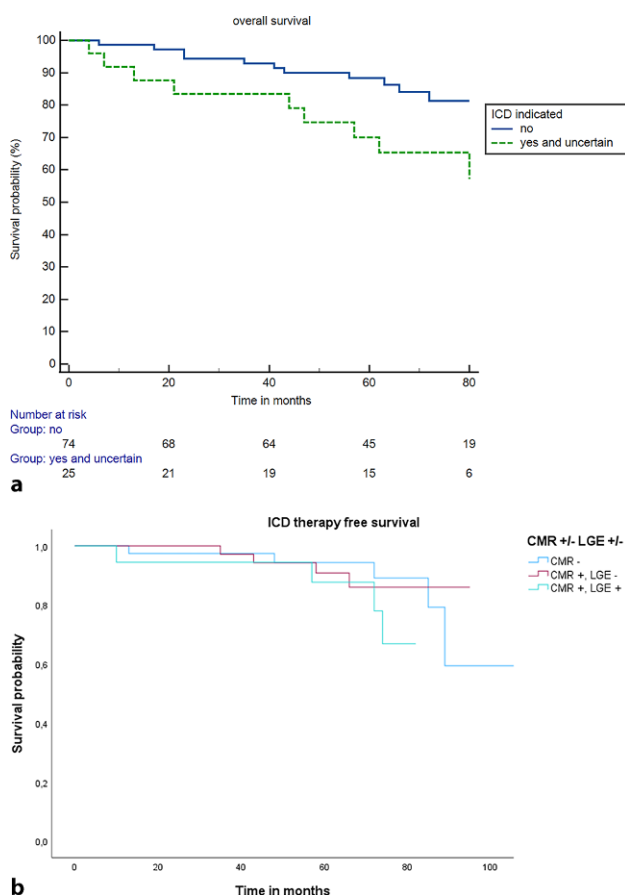 overall survival
100
90
80
70
60
50
40
30
20
10
0
Survival probability (%)
ICD indicated
no
yes and uncertain
0 20 40 60 80
Time in months
Number at risk
Group: no
74 68 64 45 19
Group: yes and uncertain
25 21 19 15 6
a
ICD therapy free survival
CMR +/- LGE +/-
CMR -
CMR +, LGE -
CMR +, LGE +
1,0
0,8
0,6
0,4
0,2
0,0
Survival probability
0 20 40 60 80 100
Time in months
b